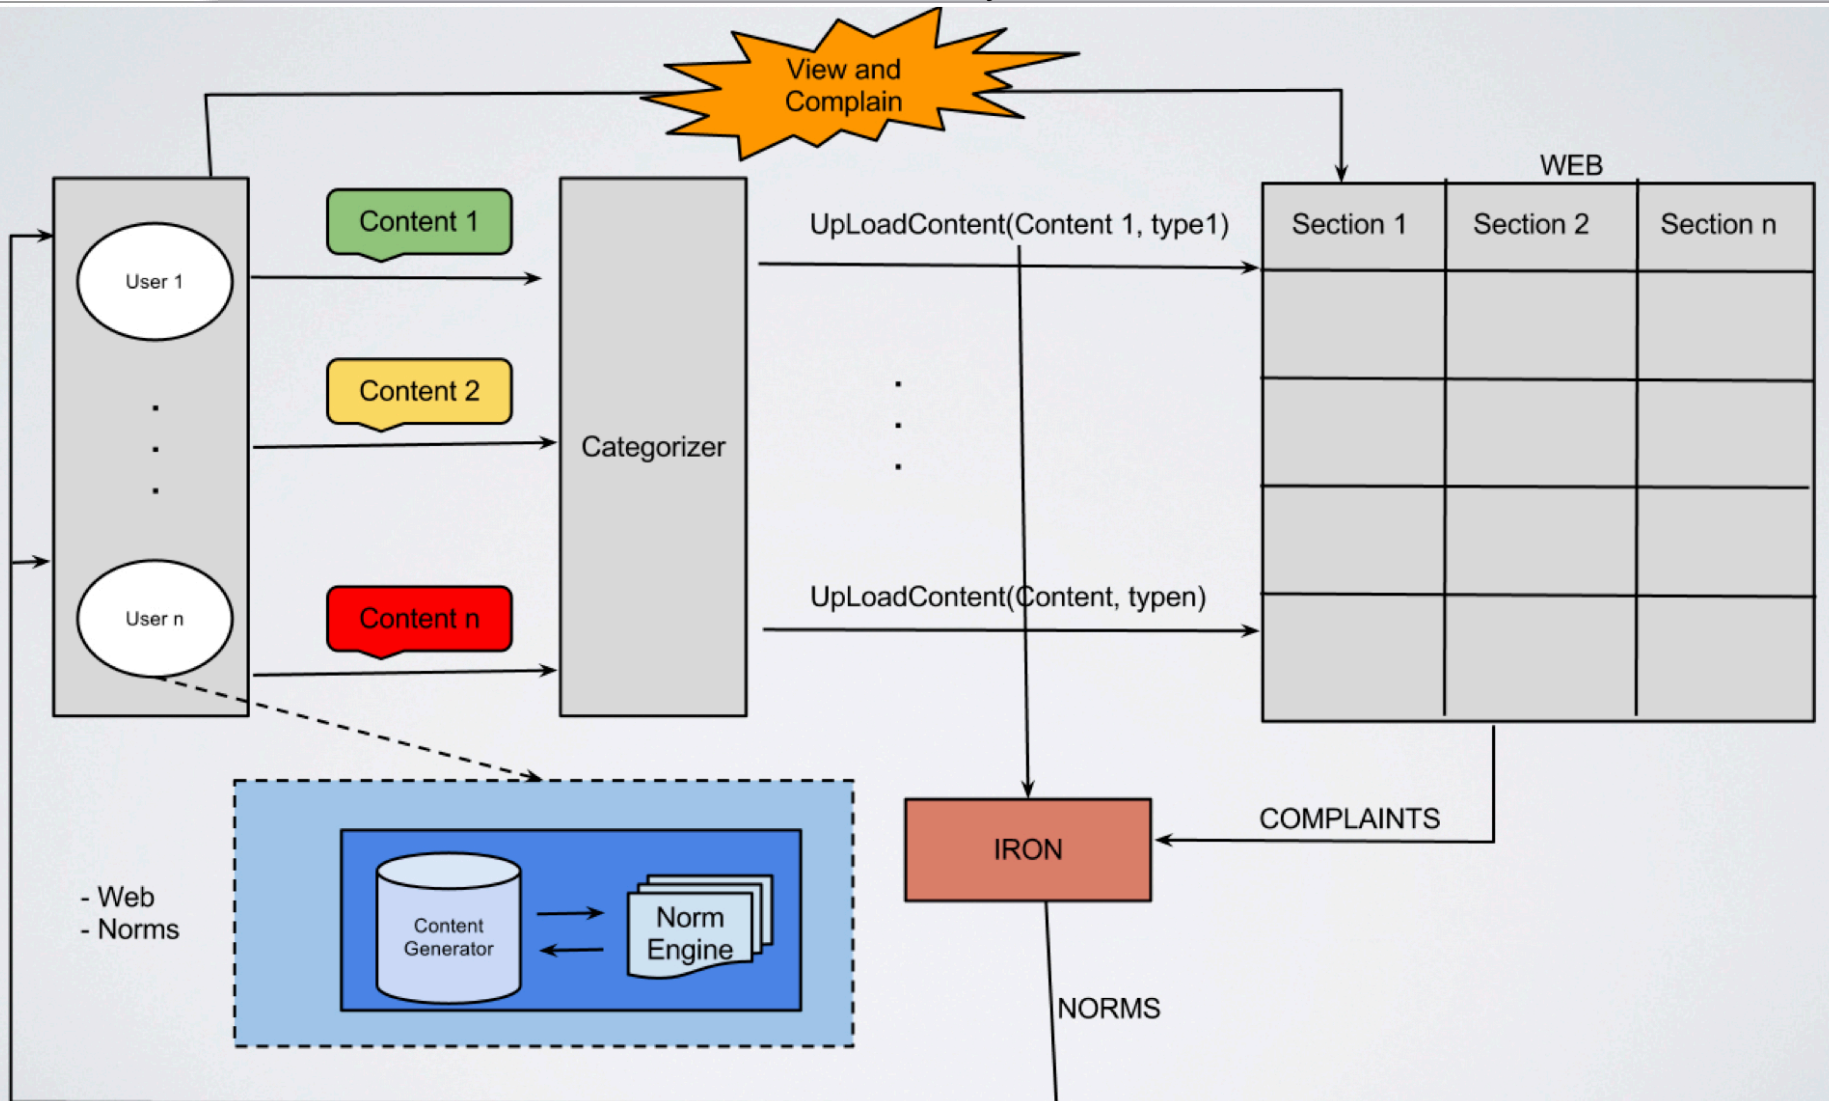 View and
Complain
WEB
Content 1
UpLoadContent(Content 1, type1)
Section 1
Section 2
Section n
User 1
Content 2
Categorizer
User n
Content n
UpLoadContent(Content, typen)
IRON
COMPLAINTS
- Web
- Norms
Content
Generator
Norm
Engine
NORMS